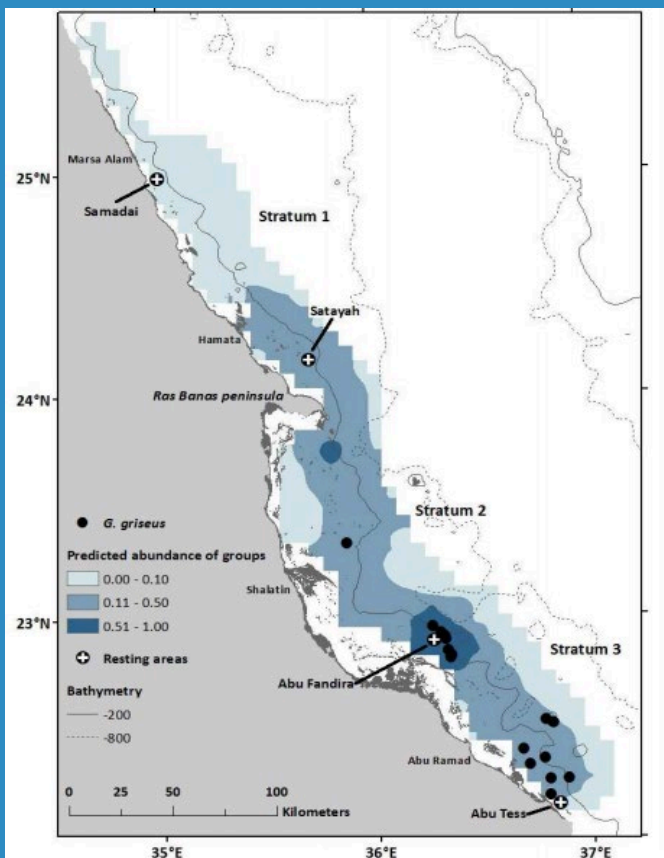 25°N
Marsa Alam
Samadai
Stratum 1
Satayah
Hamata
24°N
Ras Banas peninsula
G. griseus
Stratum 2
Predicted abundance of groups
0.00 - 0.10
0.11 - 0.50
0.51 - 1.00
Shalatin
23°N
Resting areas
Stratum 3
Abu Fandira
Bathymetry
-200
-800
Abu Ramad
0 25 50 100
Kilometers
Abu Tess
35°E 36°E 37°E